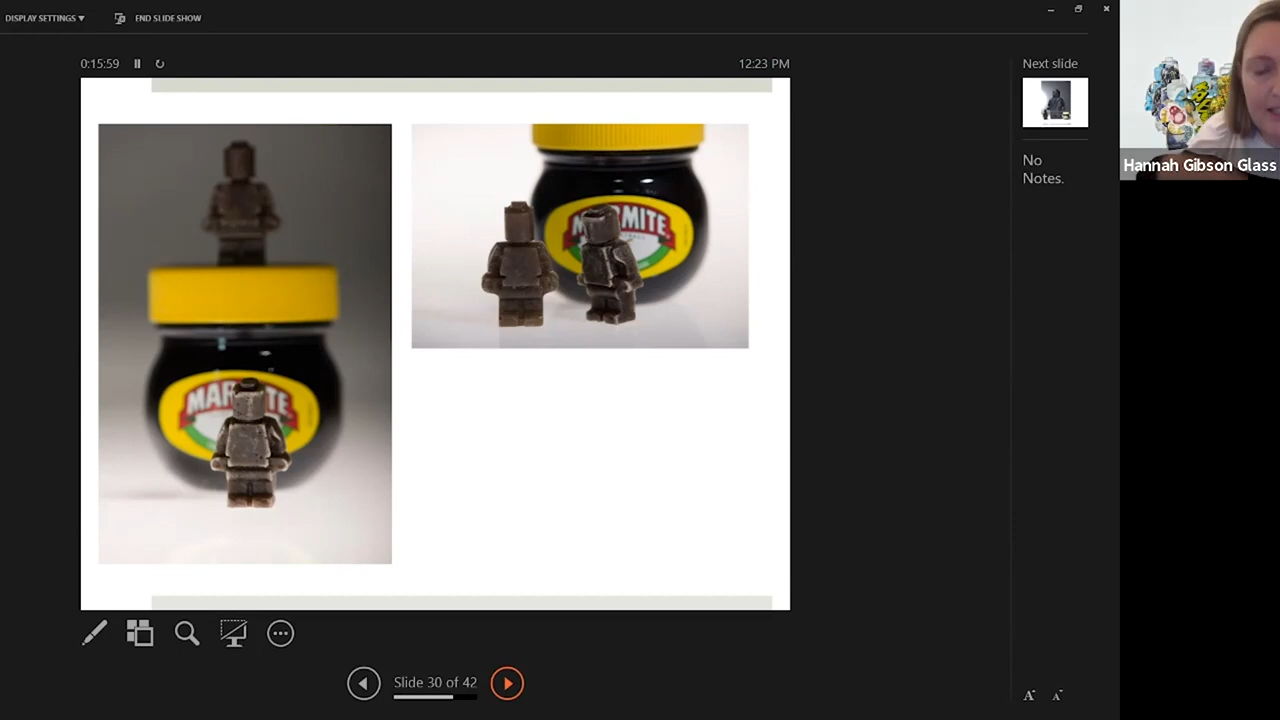 DISPLAY SETTINGS ▼
END SLIDE SHOW
0:15:59
12:23 PM
Next slide
No
Notes.
Hannah Gibson Glass
MARMITE
MARMITE
Slide 30 of 42
A
A